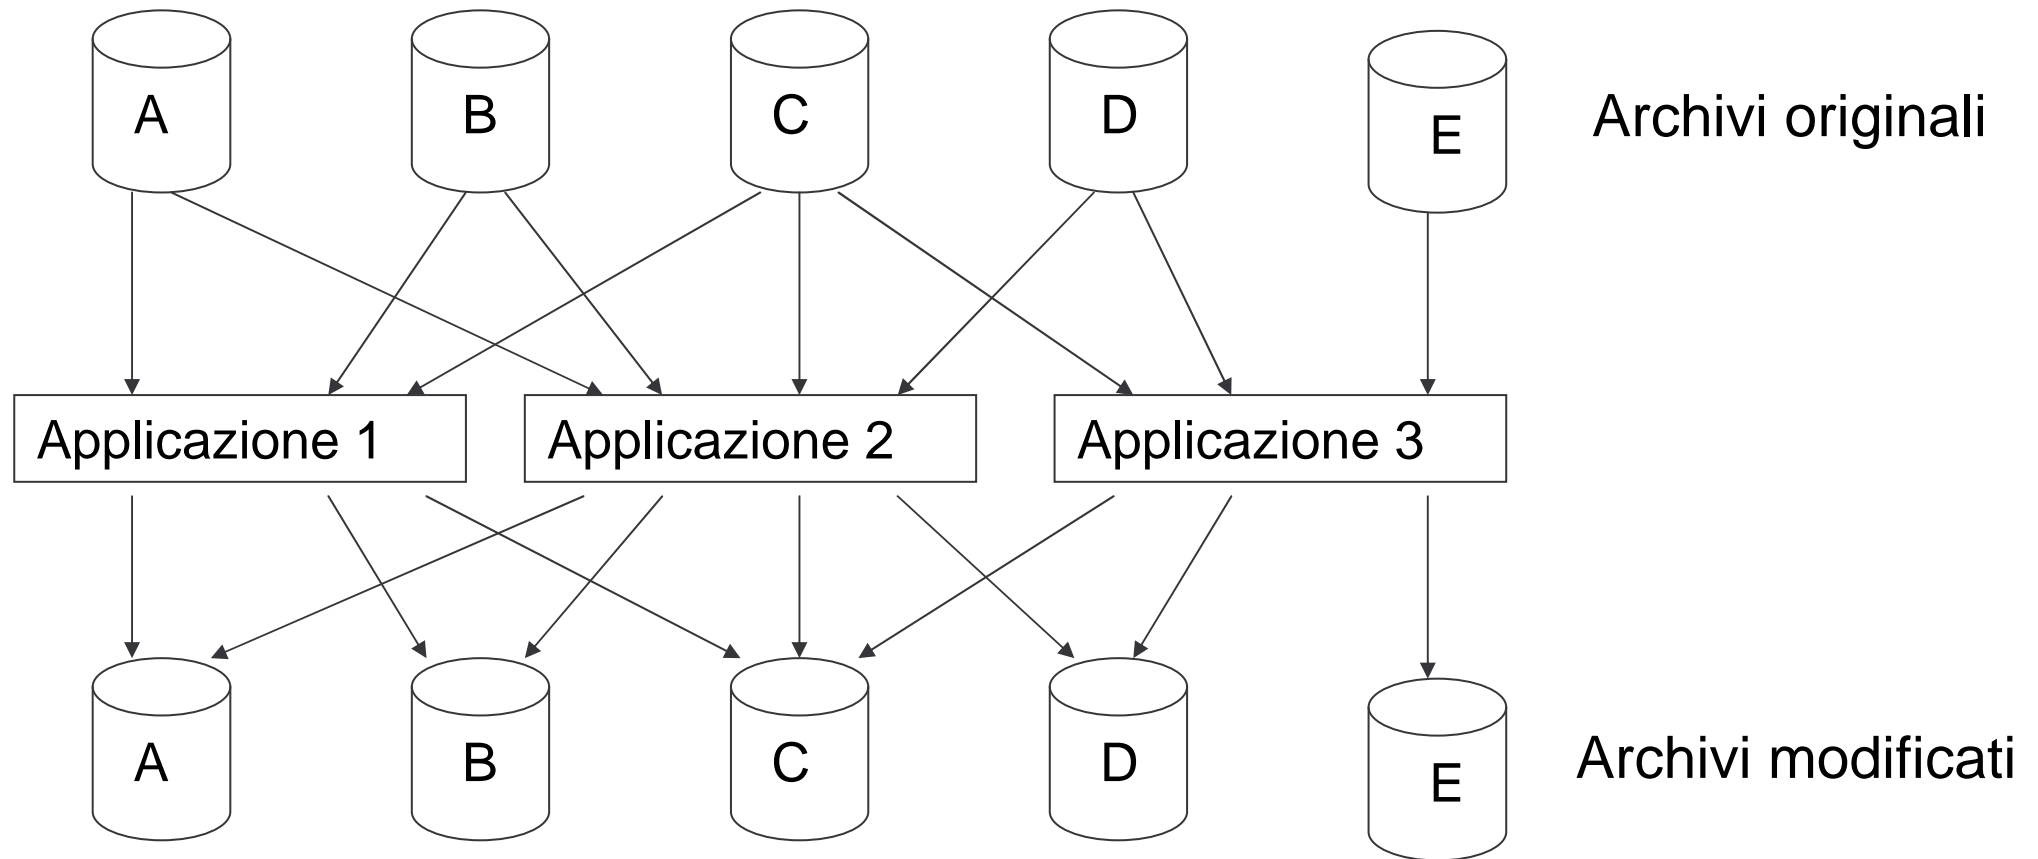 A
B
C
D
E
Archivi originali
Applicazione 1
Applicazione 2
Applicazione 3
A
B
C
D
E
Archivi modificati